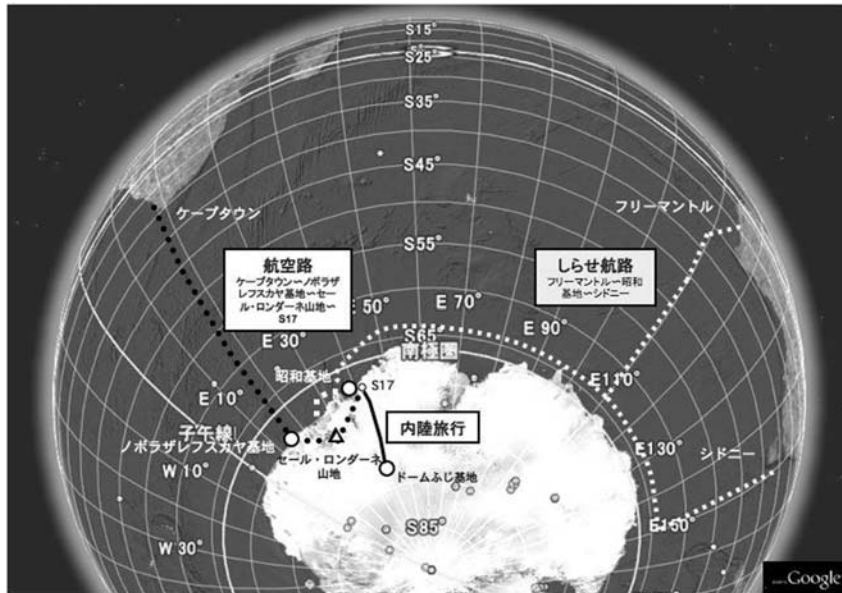 S15°
S25°
S35°
S45°
ケープタウン
フリーマントル
S55°
航空路
ケープタウン～ノボラザ
レフスカヤ基地～セー
ル・ロンダーネ山地～
S17
しらせ航路
フリーマントル～昭和
基地～シドニー
E 50°
E 70°
E 30°
E 90°
S65°
南極圏
昭和基地
S17
E 10°
E110°
子午線
内陸旅行
ノボラザレフスカヤ基地
E130°
セール・ロンダーネ
山地
シドニー
W 10°
ドームふじ基地
S85°
E150°
W 30°
Google